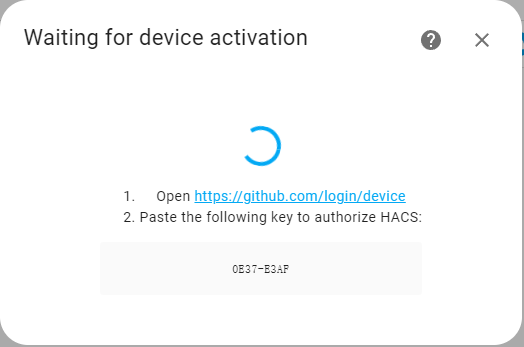 Waiting for device activation
1. Open https://github.com/login/device
2. Paste the following key to authorize HACS:
0E37-E3AF